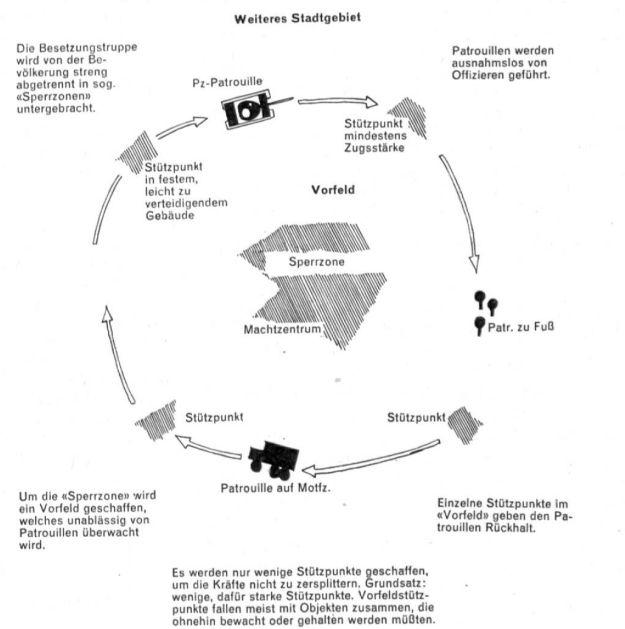 Weiteres Stadtgebiet
Die Besetzungstruppe
wird von der Be-
völkerung streng
abgetrennt in sog.
«Sperrzonen»
untergebracht.
Patrouillen werden
ausnahmslos von
Offizieren geführt.
Pz-Patrouille
Stützpunkt
mindestens
Zugsstärke
Stützpunkt
in festem,
leicht zu
verteidigendem
Gebäude
Vorfeld
Sperrzone
Machtzentrum
Patr. zu Fuß
Stützpunkt
Stützpunkt
Patrouille auf Motfz.
Um die «Sperrzone» wird
ein Vorfeld geschaffen,
welches unablässig von
Patrouillen überwacht
wird.
Einzelne Stützpunkte im
«Vorfeld» geben den Pa-
trouillen Rückhalt.
Es werden nur wenige Stützpunkte geschaffen,
um die Kräfte nicht zu zersplittern. Grundsatz:
wenige, dafür starke Stützpunkte. Vorfeldstütz-
punkte fallen meist mit Objekten zusammen, die
ohnehin bewacht oder gehalten werden müßten.